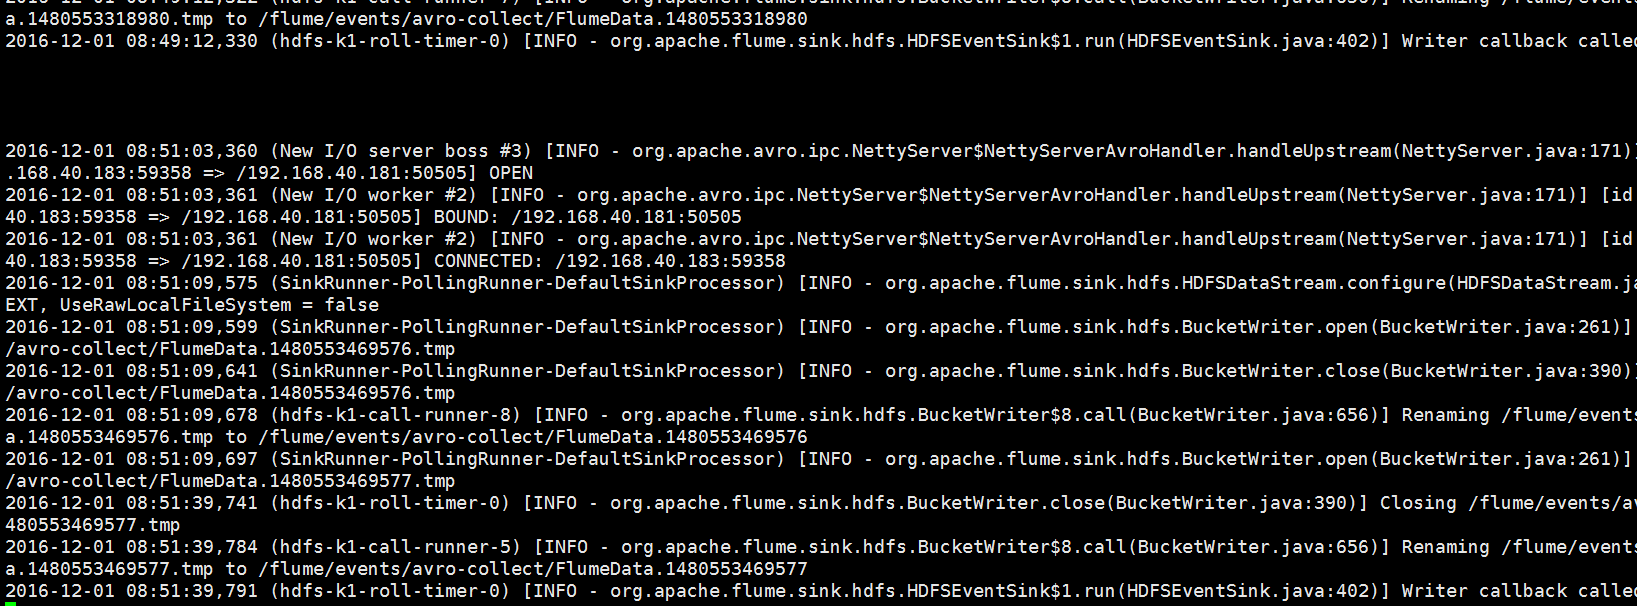 a.1480553318980.tmp to /flume/events/avro-collect/FlumeData.1480553318980
2016-12-01 08:49:12,330 (hdfs-k1-roll-timer-0) [INFO - org.apache.flume.sink.hdfs.HDFSEventSink$1.run(HDFSEventSink.java:402)] Writer callback called
2016-12-01 08:51:03,360 (New I/O server boss #3) [INFO - org.apache.avro.ipc.NettyServer$NettyServerAvroHandler.handleUpstream(NettyServer.java:171)]
.168.40.183:59358 => /192.168.40.181:50505] OPEN
2016-12-01 08:51:03,361 (New I/O worker #2) [INFO - org.apache.avro.ipc.NettyServer$NettyServerAvroHandler.handleUpstream(NettyServer.java:171)] [id
40.183:59358 => /192.168.40.181:50505] BOUND: /192.168.40.181:50505
2016-12-01 08:51:03,361 (New I/O worker #2) [INFO - org.apache.avro.ipc.NettyServer$NettyServerAvroHandler.handleUpstream(NettyServer.java:171)] [id
40.183:59358 => /192.168.40.181:50505] CONNECTED: /192.168.40.183:59358
2016-12-01 08:51:09,575 (SinkRunner-PollingRunner-DefaultSinkProcessor) [INFO - org.apache.flume.sink.hdfs.HDFSDataStream.configure(HDFSDataStream.ja
EXT, UseRawLocalFileSystem = false
2016-12-01 08:51:09,599 (SinkRunner-PollingRunner-DefaultSinkProcessor) [INFO - org.apache.flume.sink.hdfs.BucketWriter.open(BucketWriter.java:261)]
/avro-collect/FlumeData.1480553469576.tmp
2016-12-01 08:51:09,641 (SinkRunner-PollingRunner-DefaultSinkProcessor) [INFO - org.apache.flume.sink.hdfs.BucketWriter.close(BucketWriter.java:390)]
/avro-collect/FlumeData.1480553469576.tmp
2016-12-01 08:51:09,678 (hdfs-k1-call-runner-8) [INFO - org.apache.flume.sink.hdfs.BucketWriter$8.call(BucketWriter.java:656)] Renaming /flume/events
a.1480553469576.tmp to /flume/events/avro-collect/FlumeData.1480553469576
2016-12-01 08:51:09,697 (SinkRunner-PollingRunner-DefaultSinkProcessor) [INFO - org.apache.flume.sink.hdfs.BucketWriter.open(BucketWriter.java:261)]
/avro-collect/FlumeData.1480553469577.tmp
2016-12-01 08:51:39,741 (hdfs-k1-roll-timer-0) [INFO - org.apache.flume.sink.hdfs.BucketWriter.close(BucketWriter.java:390)] Closing /flume/events/av
480553469577.tmp
2016-12-01 08:51:39,784 (hdfs-k1-call-runner-5) [INFO - org.apache.flume.sink.hdfs.BucketWriter$8.call(BucketWriter.java:656)] Renaming /flume/events
a.1480553469577.tmp to /flume/events/avro-collect/FlumeData.1480553469577
2016-12-01 08:51:39,791 (hdfs-k1-roll-timer-0) [INFO - org.apache.flume.sink.hdfs.HDFSEventSink$1.run(HDFSEventSink.java:402)] Writer callback called